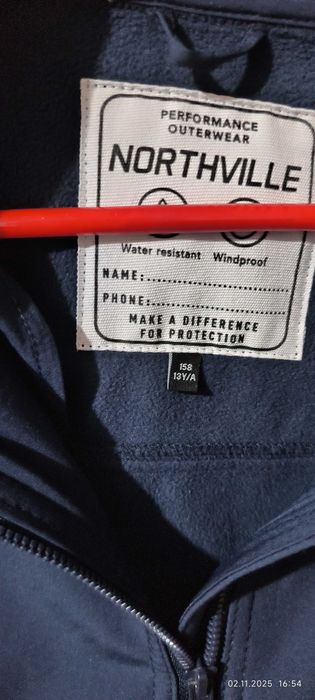 PERFORMANCE
OUTERWEAR
NORTHVILLE
Water resistant Windproof
NAME:..............................
PHONE:..............................
MAKE A DIFFERENCE
FOR PROTECTION
158
13Y/A
02.11.2025 16:54